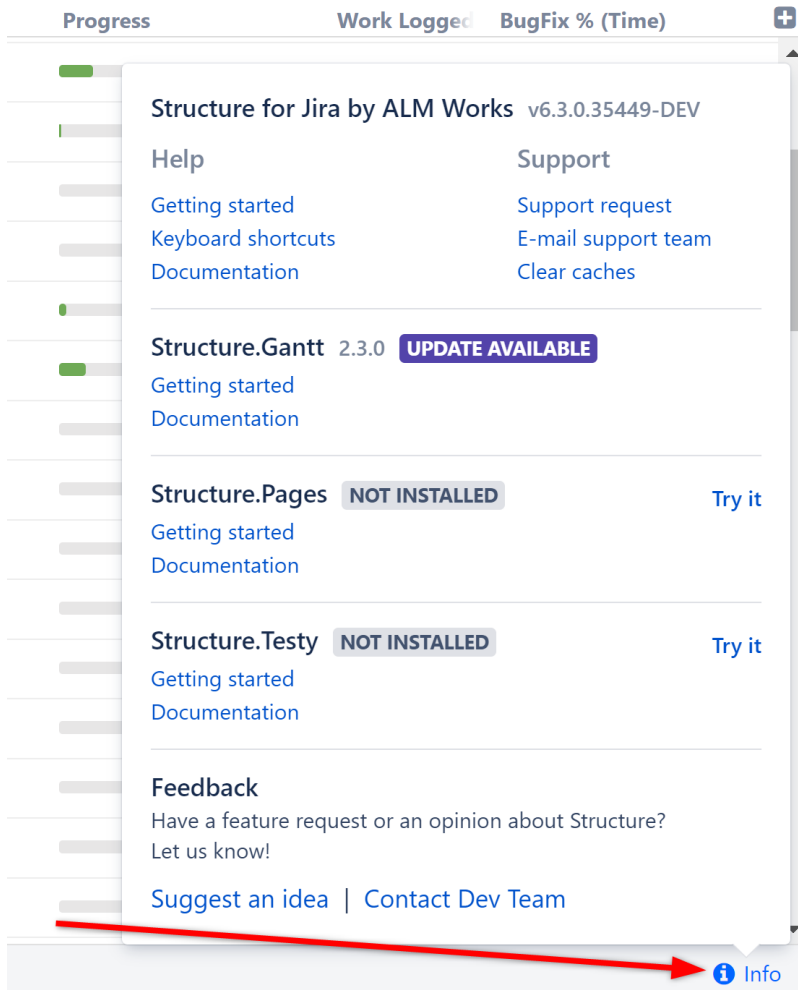 Progress Work Logged BugFix % (Time)
Structure for Jira by ALM Works v6.3.0.35449-DEV
Help Support
Getting started Support request
Keyboard shortcuts E-mail support team
Documentation Clear caches
Structure.Gantt 2.3.0 UPDATE AVAILABLE
Getting started
Documentation
Structure.Pages NOT INSTALLED Try it
Getting started
Documentation
Structure.Testy NOT INSTALLED Try it
Getting started
Documentation
Feedback
Have a feature request or an opinion about Structure?
Let us know!
Suggest an idea | Contact Dev Team
Info